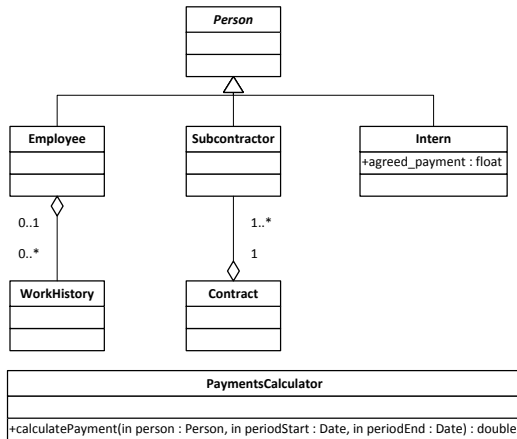 Person
Employee
Subcontractor
Intern
+agreed_payment : float
0..1
1..*
0..*
1
WorkHistory
Contract
PaymentsCalculator
+calculatePayment(in person : Person, in periodStart : Date, in periodEnd : Date) : double